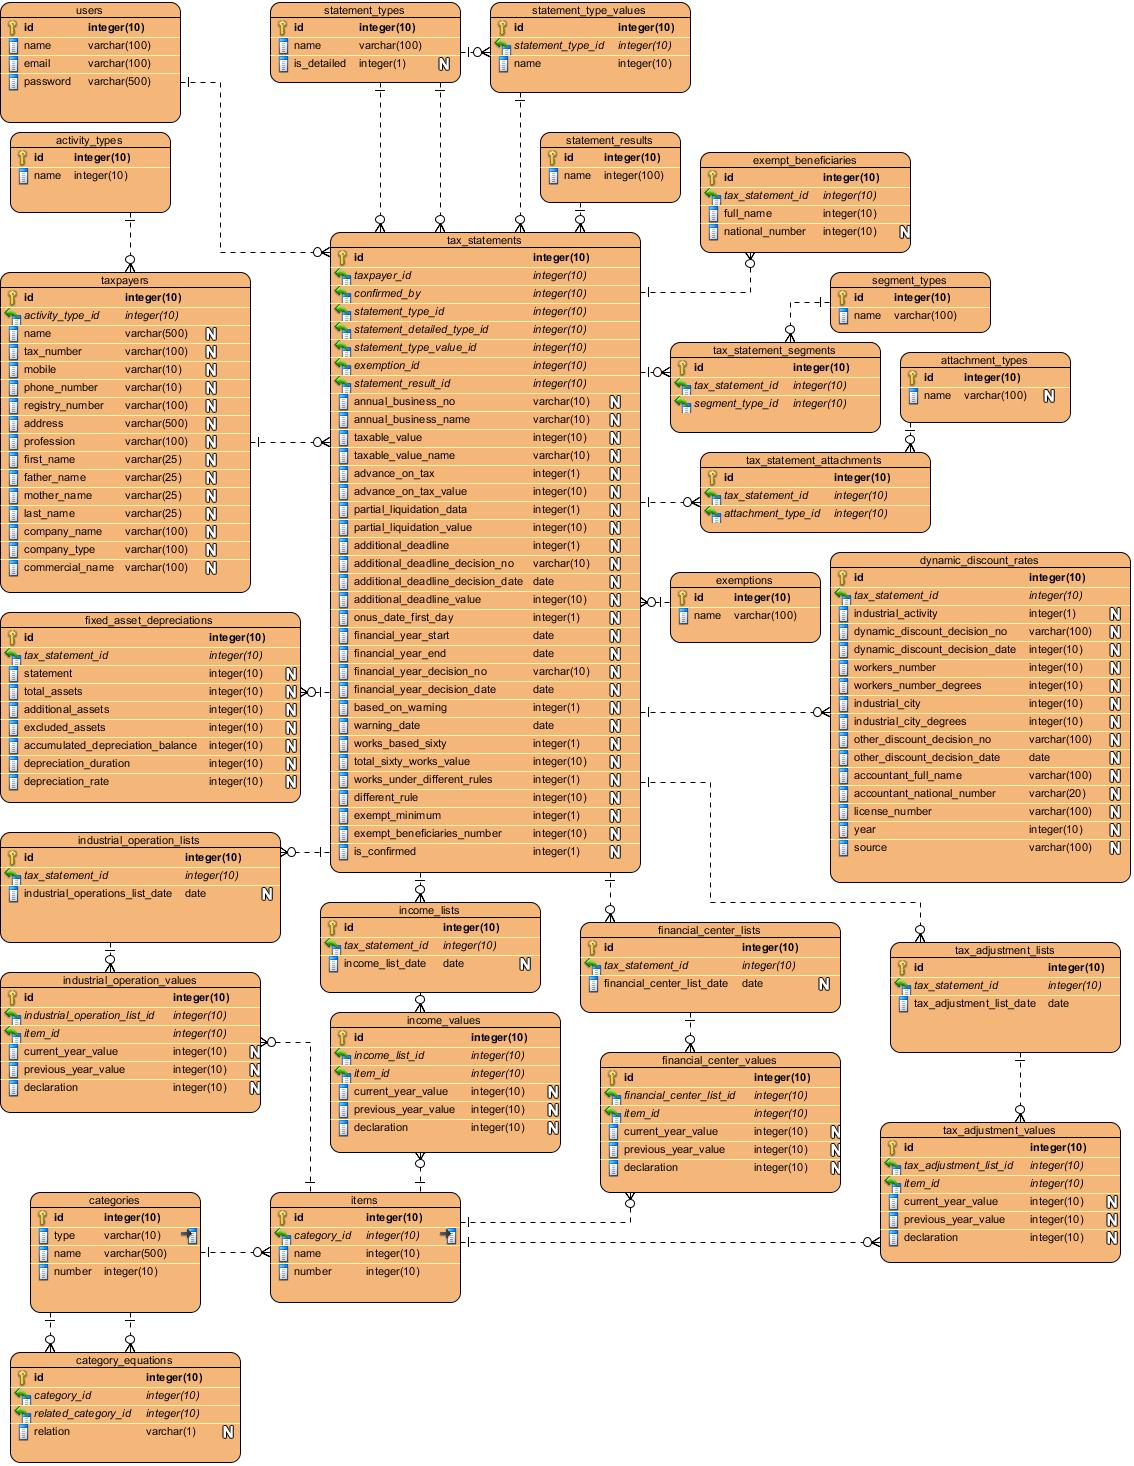 users
id integer(10)
name varchar(100)
email varchar(100)
password varchar(500)
statement_types
id integer(10)
name varchar(100)
is_detailed integer(1) N
statement_type_values
id integer(10)
statement_type_id integer(10)
name integer(10)
activity_types
id integer(10)
name integer(10)
statement_results
id integer(10)
name integer(100)
exempt_beneficiaries
id integer(10)
tax_statement_id integer(10)
full_name integer(10)
national_number integer(10) N
taxpayers
id integer(10)
activity_type_id integer(10)
name varchar(500) N
tax_number varchar(100) N
mobile varchar(10) N
phone_number varchar(10) N
registry_number varchar(100) N
address varchar(500) N
profession varchar(100) N
first_name varchar(25) N
father_name varchar(25) N
mother_name varchar(25) N
last_name varchar(25) N
company_name varchar(100) N
company_type varchar(100) N
commercial_name varchar(100) N
tax_statements
id integer(10)
taxpayer_id integer(10)
confirmed_by integer(10)
statement_type_id integer(10)
statement_detailed_type_id integer(10)
statement_type_value_id integer(10)
exemption_id integer(10)
statement_result_id integer(10)
annual_business_no varchar(10) N
annual_business_name varchar(10) N
taxable_value integer(10) N
taxable_value_name varchar(10) N
advance_on_tax integer(1) N
advance_on_tax_value integer(10) N
partial_liquidation_data integer(1) N
partial_liquidation_value integer(10) N
additional_deadline integer(1) N
additional_deadline_decision_no varchar(10) N
additional_deadline_decision_date date N
additional_deadline_value integer(10) N
onus_date_first_day integer(1) N
financial_year_start date N
financial_year_end date N
financial_year_decision_no varchar(10) N
financial_year_decision_date date N
based_on_warning integer(1) N
warning_date date N
works_based_sixty integer(1) N
total_sixty_works_value integer(10) N
works_under_different_rules integer(1) N
different_rule integer(10) N
exempt_minimum integer(1) N
exempt_beneficiaries_number integer(10) N
is_confirmed integer(1) N
segment_types
id integer(10)
name varchar(100)
tax_statement_segments
id integer(10)
tax_statement_id integer(10)
segment_type_id integer(10)
attachment_types
id integer(10)
name varchar(100) N
tax_statement_attachments
id integer(10)
tax_statement_id integer(10)
attachment_type_id integer(10)
exemptions
id integer(10)
name varchar(100)
dynamic_discount_rates
id integer(10)
tax_statement_id integer(10)
industrial_activity integer(1) N
dynamic_discount_decision_no varchar(100) N
dynamic_discount_decision_date integer(10) N
workers_number integer(10) N
workers_number_degrees integer(10) N
industrial_city integer(10) N
industrial_city_degrees integer(10) N
other_discount_decision_no varchar(100) N
other_discount_decision_date date N
accountant_full_name varchar(100) N
accountant_national_number varchar(20) N
license_number varchar(100) N
year integer(10) N
source varchar(100) N
fixed_asset_depreciations
id integer(10)
tax_statement_id integer(10)
statement integer(10) N
total_assets integer(10) N
additional_assets integer(10) N
excluded_assets integer(10) N
accumulated_depreciation_balance integer(10) N
depreciation_duration integer(10) N
depreciation_rate integer(10) N
industrial_operation_lists
id integer(10)
tax_statement_id integer(10)
industrial_operations_list_date date N
industrial_operation_values
id integer(10)
industrial_operation_list_id integer(10)
item_id integer(10)
current_year_value integer(10) N
previous_year_value integer(10) N
declaration integer(10) N
income_lists
id integer(10)
tax_statement_id integer(10)
income_list_date date N
income_values
id integer(10)
income_list_id integer(10)
item_id integer(10)
current_year_value integer(10) N
previous_year_value integer(10) N
declaration integer(10) N
financial_center_lists
id integer(10)
tax_statement_id integer(10)
financial_center_list_date date N
financial_center_values
id integer(10)
financial_center_list_id integer(10)
item_id integer(10)
current_year_value integer(10) N
previous_year_value integer(10) N
declaration integer(10) N
tax_adjustment_lists
id integer(10)
tax_statement_id integer(10)
tax_adjustment_list_date date
tax_adjustment_values
id integer(10)
tax_adjustment_list_id integer(10)
item_id integer(10)
current_year_value integer(10) N
previous_year_value integer(10) N
declaration integer(10) N
categories
id integer(10)
type varchar(10)
name varchar(500)
number integer(10)
items
id integer(10)
category_id integer(10)
name integer(10)
number integer(10)
category_equations
id integer(10)
category_id integer(10)
related_category_id integer(10)
relation varchar(1) N